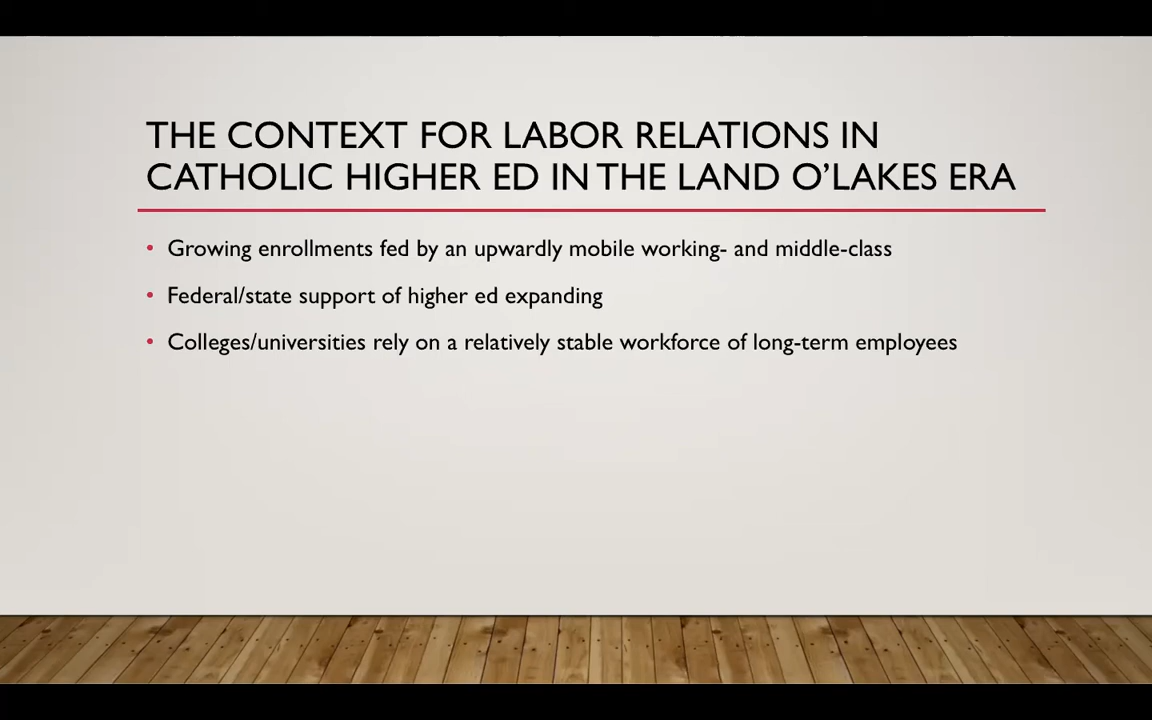 THE CONTEXT FOR LABOR RELATIONS IN
CATHOLIC HIGHER ED IN THE LAND O’LAKES ERA
• Growing enrollments fed by an upwardly mobile working- and middle-class
• Federal/state support of higher ed expanding
• Colleges/universities rely on a relatively stable workforce of long-term employees